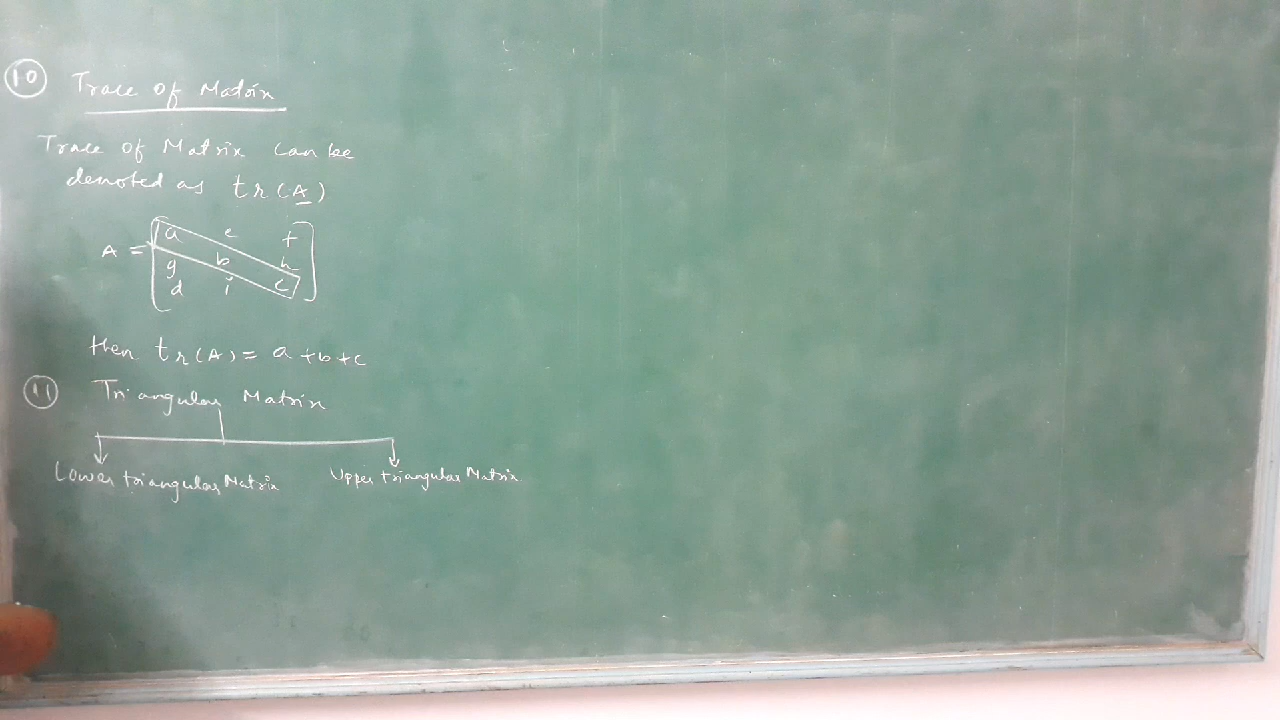 10 Trace of Matrix
Trace of Matrix can be
denoted as tr(A)
a e f
A = g b h
d i c
then tr(A) = a+b+c
11 Triangular Matrix
Lower triangular Matrix Upper triangular Matrix